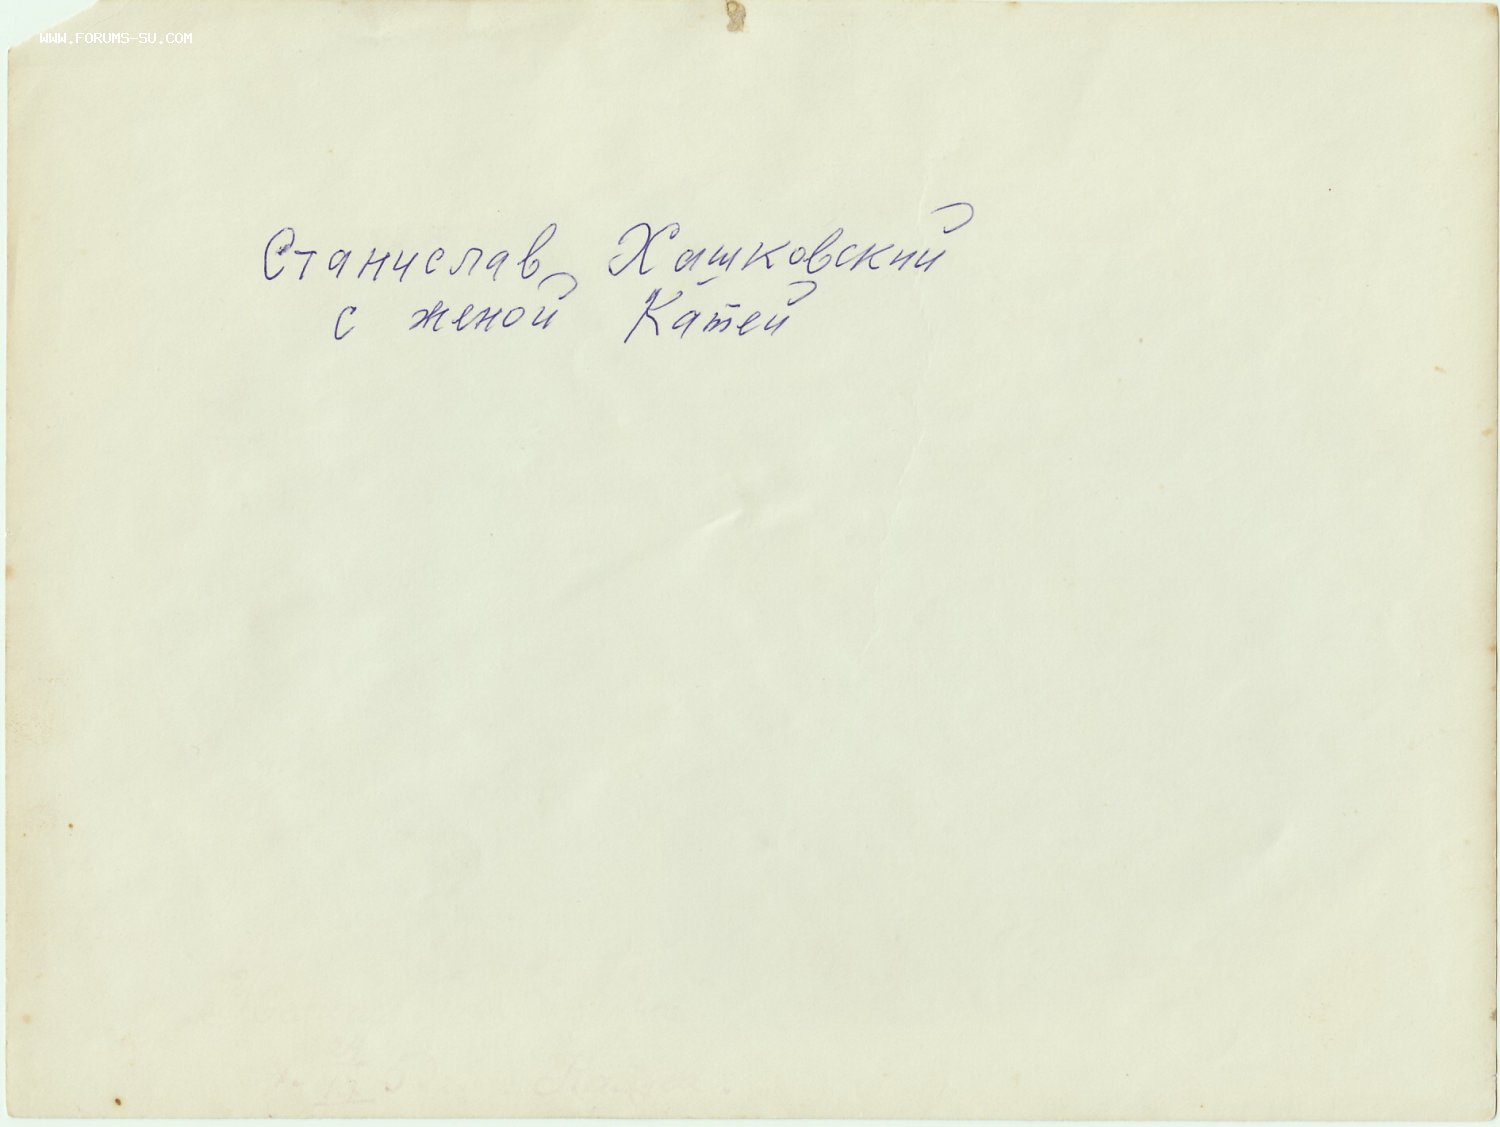 WWW.FORUMS-SU.COM
Станислав Хашковский
с женой Катей